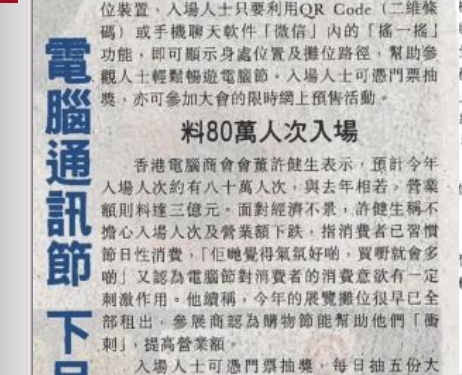 電腦通訊節 下
位裝置，入場人士只要利用QR Code（二維條
碼）或手機聊天軟件「微信」內的「搖一搖」
功能，即可顯示身處位置及攤位路徑，幫助參
觀人士輕鬆暢遊電腦節。入場人士可憑門票抽
獎，亦可參加大會的限時網上預售活動。
料80萬人次入場
香港電腦商會會董許健生表示，預計今年
入場人次約有八十萬人次，與去年相若，營業
額則料達三億元。面對經濟不景，許健生稱不
擔心入場人次及營業額下跌，指消費者已習慣
節日性消費，「佢哋覺得氣氛好啲，買嘢就會多
啲」又認為電腦節對消費者的消費意欲有一定
刺激作用。他續稱，今年的展覽攤位很早已全
部租出，參展商認為購物節能幫助他們「衝
刺」，提高營業額。
入場人士可憑門票抽獎，每日抽五份大